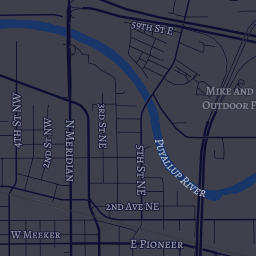 59TH ST E
MIKE AND
OUTDOOR F
4TH ST NW
2ND ST NW
N MERIDIAN
3RD ST NE
5TH ST NE
PUYALLUP RIVER
2ND AVE NE
W MEEKER
E PIONEER